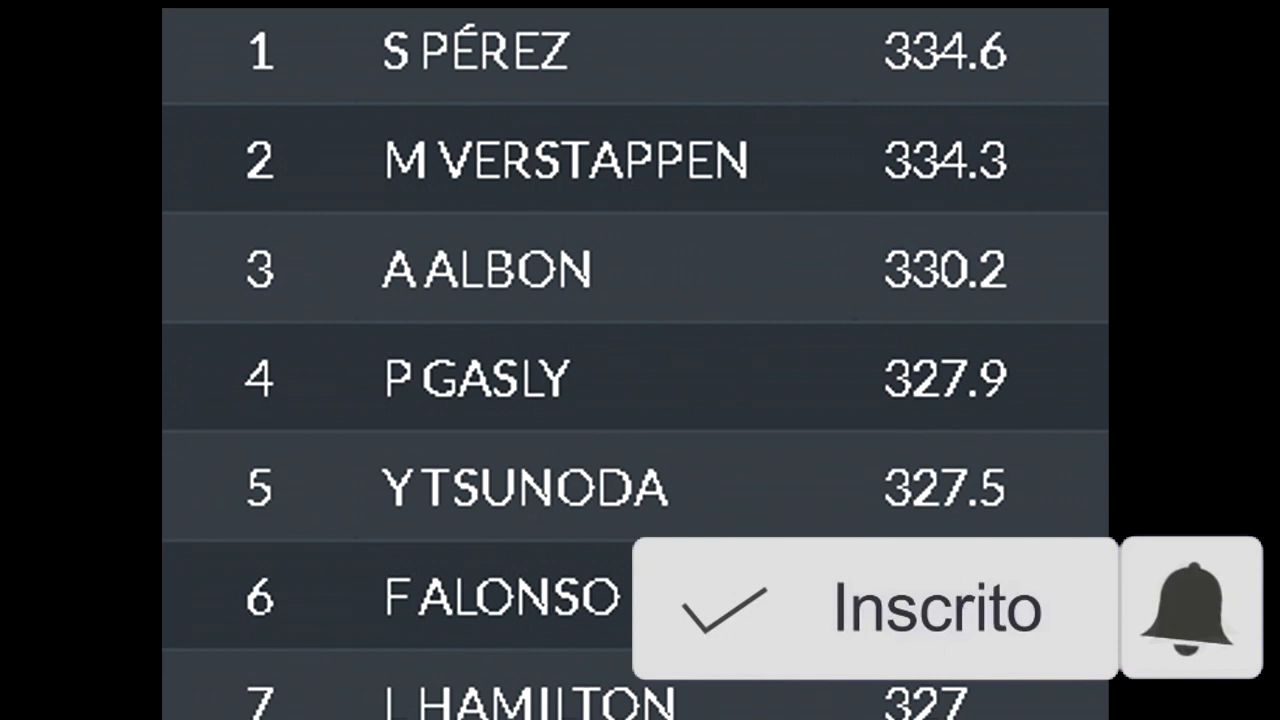 1 S PÉREZ 334.6
2 M VERSTAPPEN 334.3
3 A ALBON 330.2
4 P GASLY 327.9
5 Y TSUNODA 327.5
6 F ALONSO
Inscrito
7 L HAMILTON 327